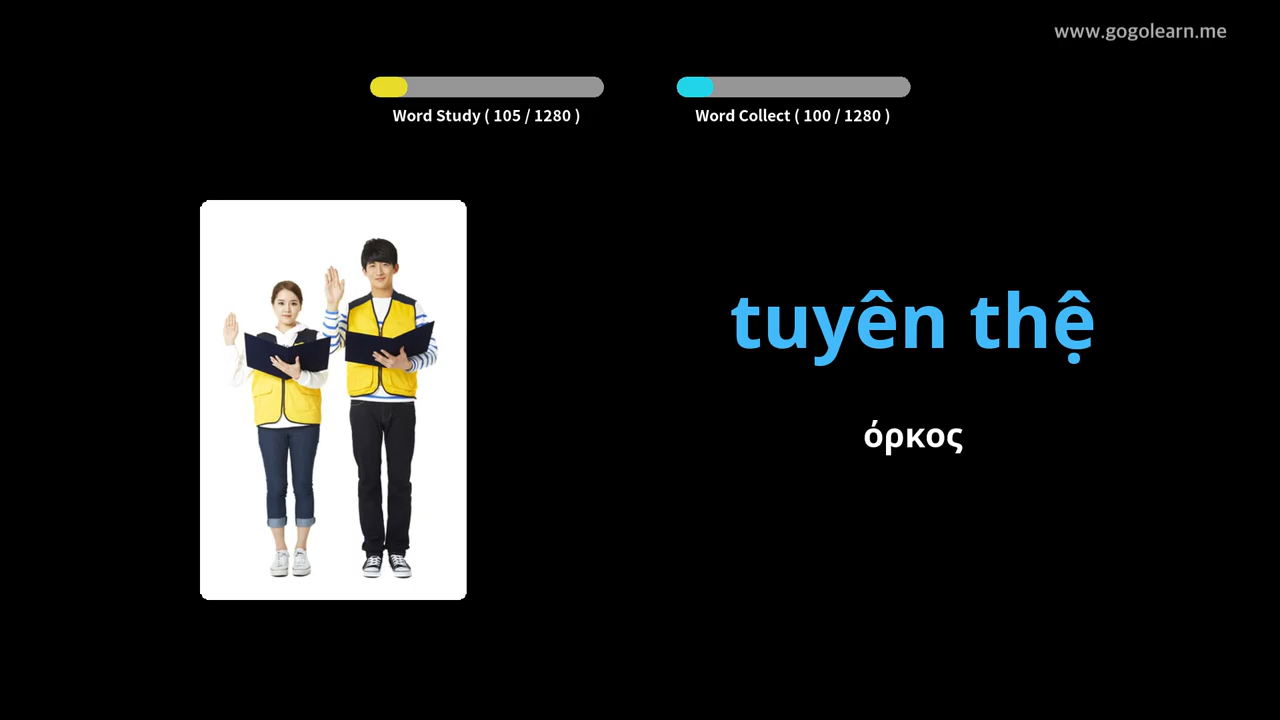 www.gogolearn.me
Word Study ( 105 / 1280 )
Word Collect ( 100 / 1280 )
tuyên thệ
όρκος